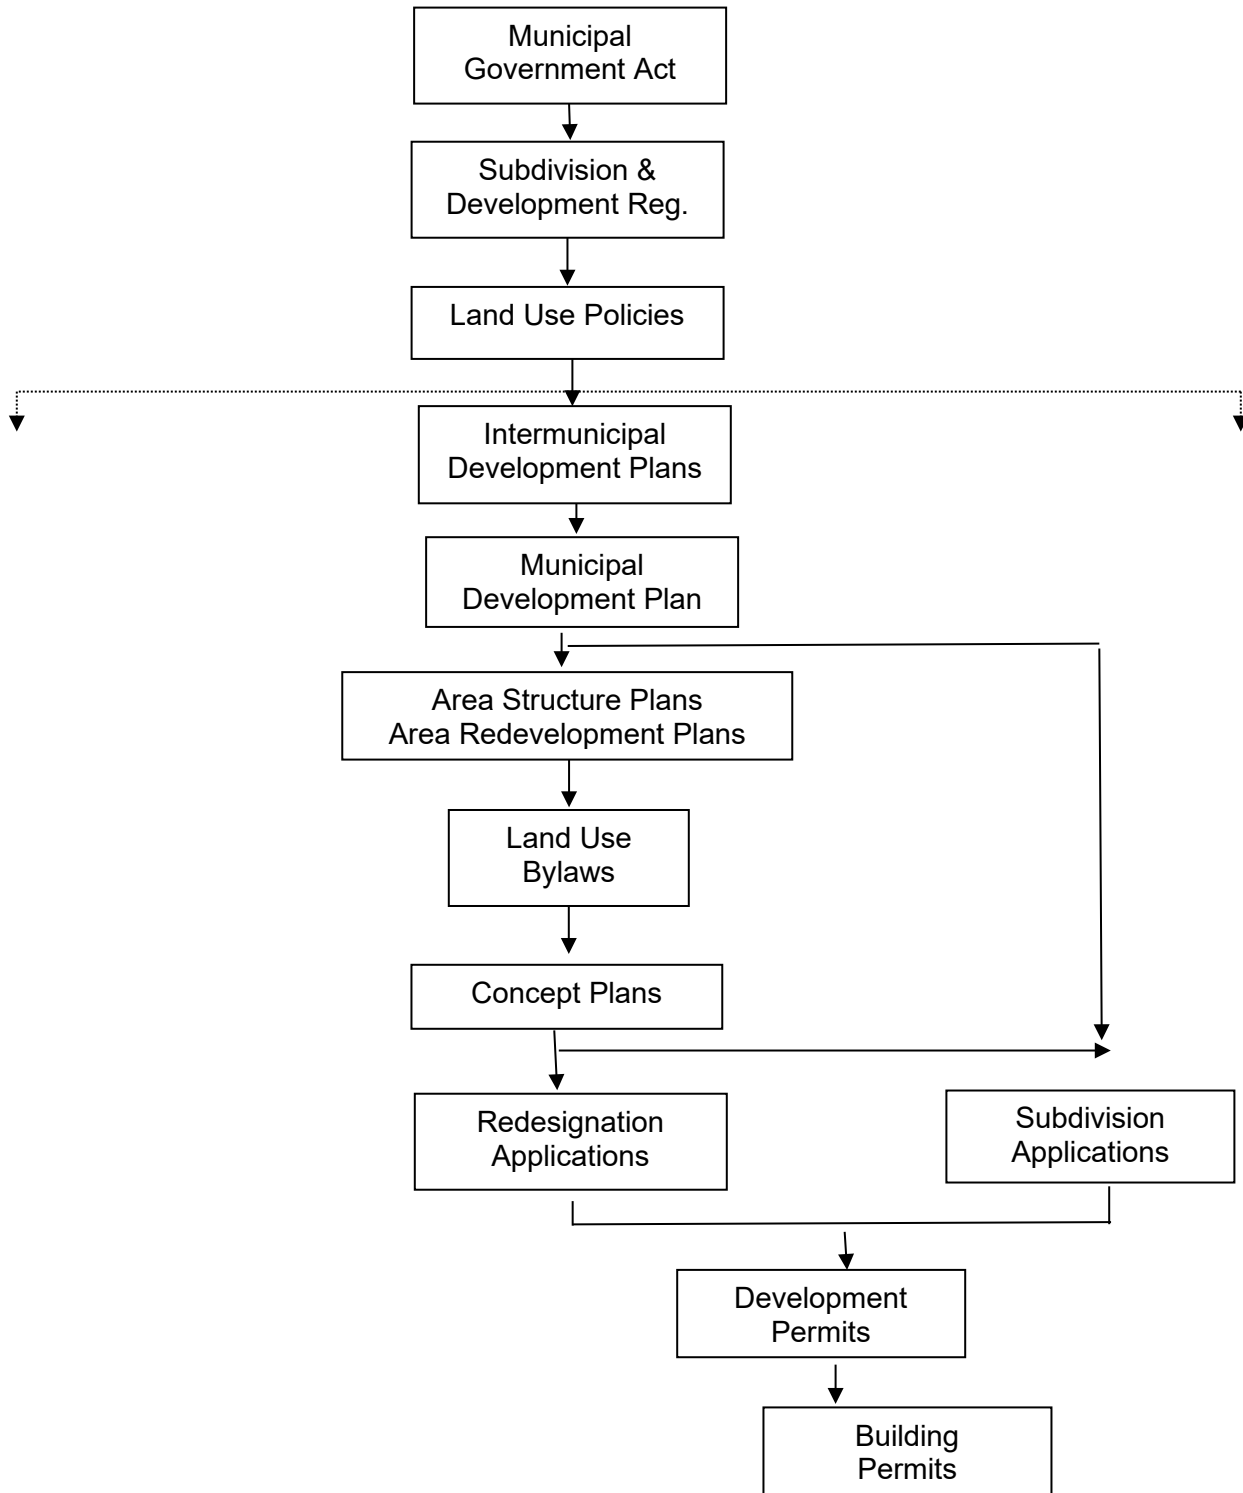 Municipal
Government Act
Subdivision &
Development Reg.
Land Use Policies
Intermunicipal
Development Plans
Municipal
Development Plan
Area Structure Plans
Area Redevelopment Plans
Land Use
Bylaws
Concept Plans
Redesignation
Applications
Subdivision
Applications
Development
Permits
Building
Permits